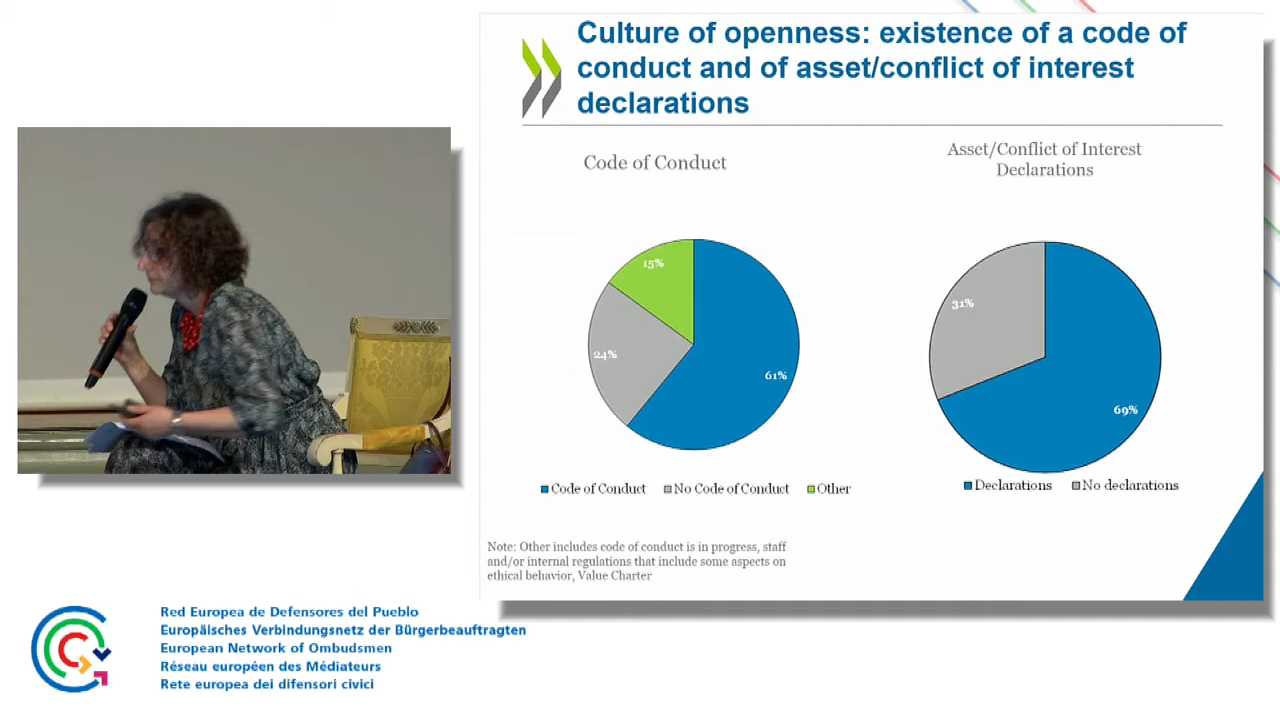 Culture of openness: existence of a code of
conduct and of asset/conflict of interest
declarations
Code of Conduct
Asset/Conflict of Interest
Declarations
15%
24%
61%
31%
69%
Code of Conduct
No Code of Conduct
Other
Declarations
No declarations
Note: Other includes code of conduct is in progress, staff
and/or internal regulations that include some aspects on
ethical behavior, Value Charter
Red Europea de Defensores del Pueblo
Europäisches Verbindungsnetz der Bürgerbeauftragten
European Network of Ombudsmen
Réseau européen des Médiateurs
Rete europea dei difensori civici